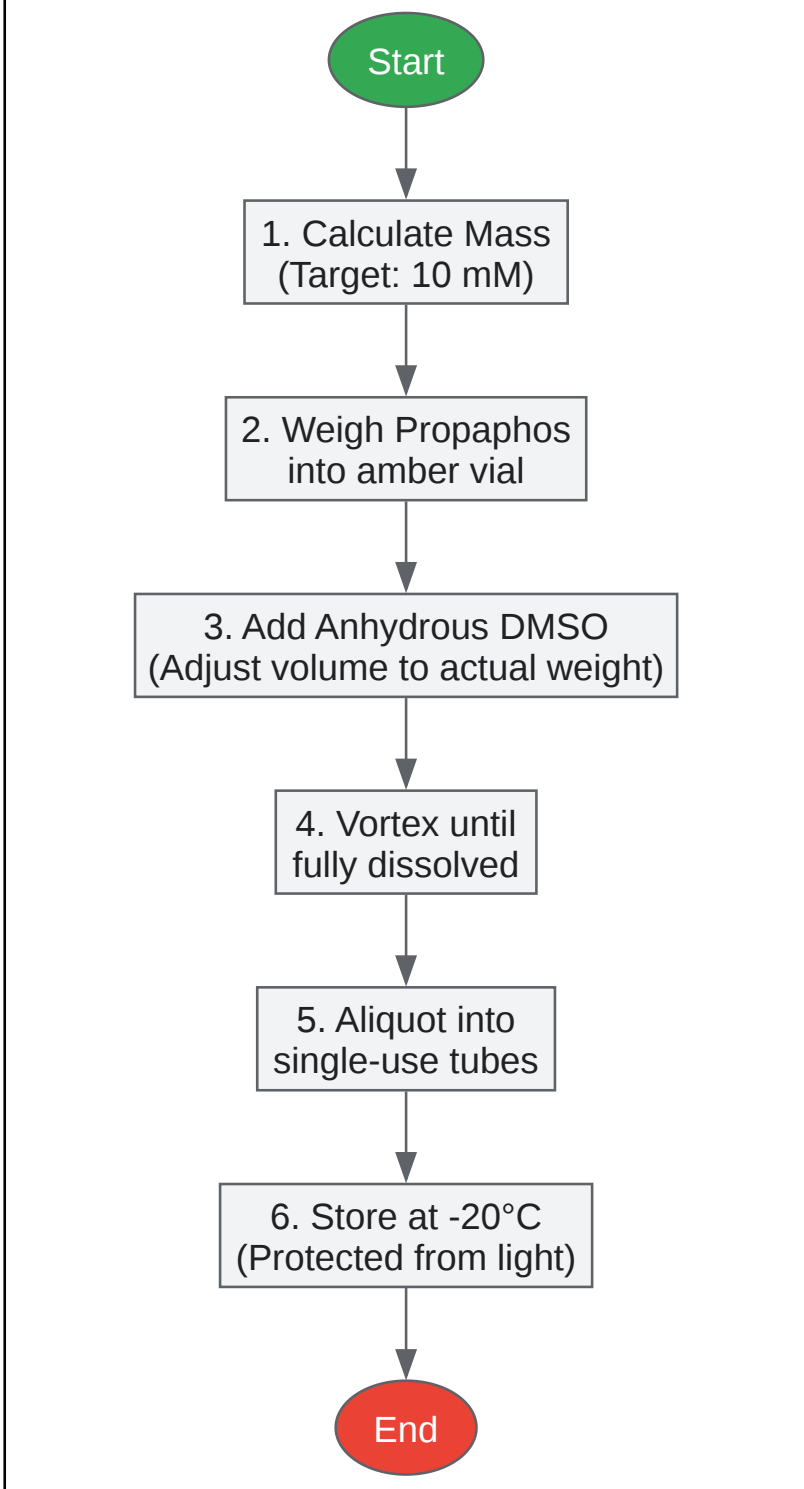 Start
1. Calculate Mass
(Target: 10 mM)
2. Weigh Propaphos
into amber vial
3. Add Anhydrous DMSO
(Adjust volume to actual weight)
4. Vortex until
fully dissolved
5. Aliquot into
single-use tubes
6. Store at -20°C
(Protected from light)
End